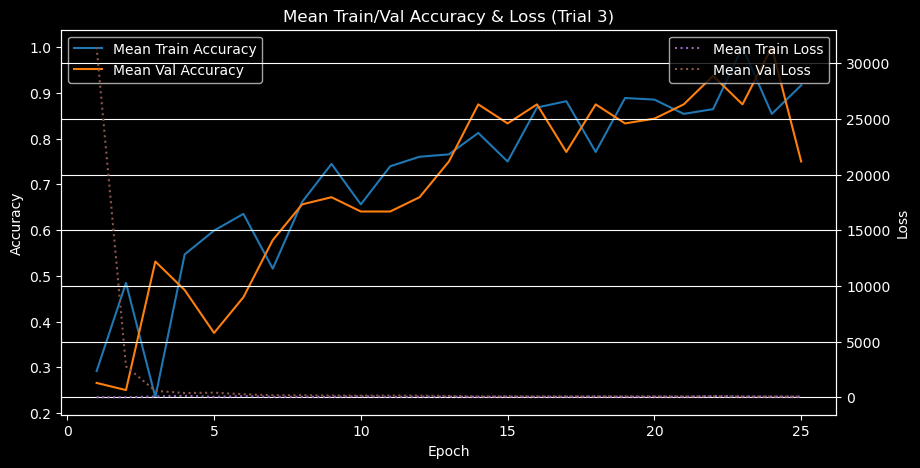 Mean Train/Val Accuracy & Loss (Trial 3)
Mean Train Accuracy
Mean Val Accuracy
Mean Train Loss
Mean Val Loss
1.0
0.9
0.8
0.7
0.6
0.5
0.4
0.3
0.2
Accuracy
30000
25000
20000
15000
10000
5000
0
Loss
0
5
10
15
20
25
Epoch